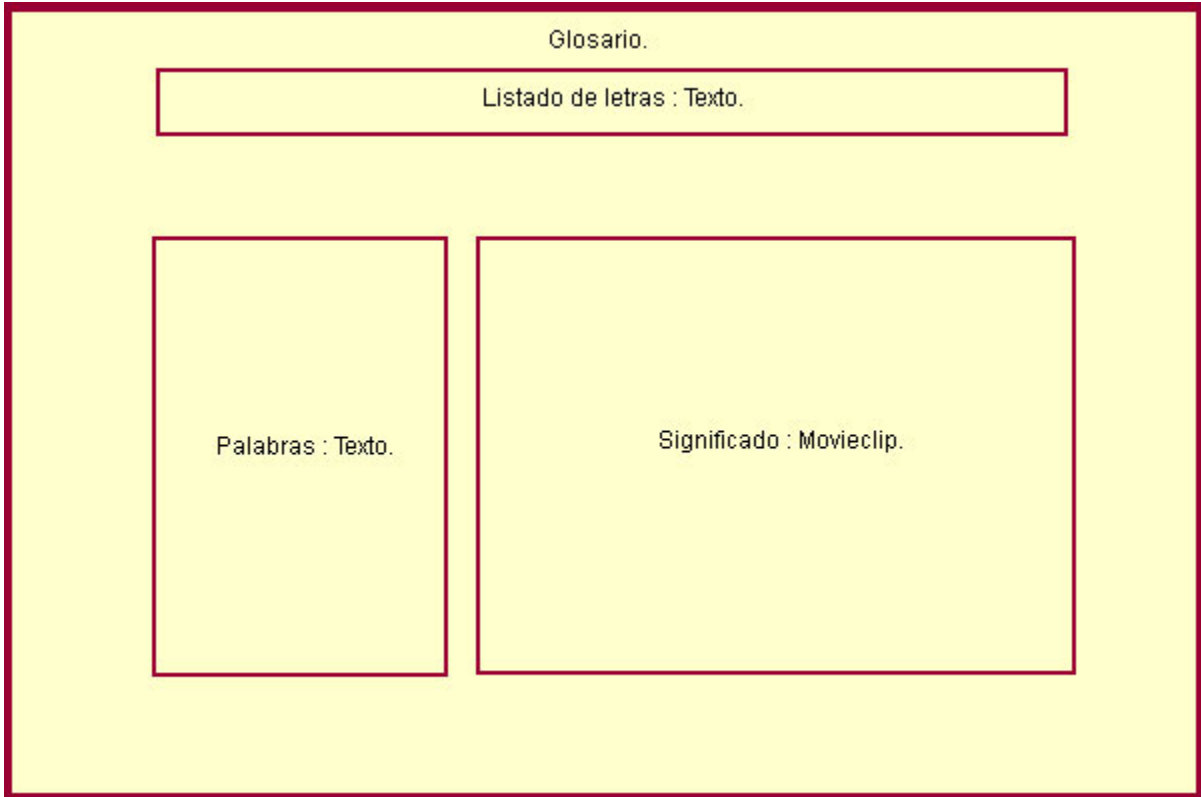 Glosario.
Listado de letras : Texto.
Palabras : Texto.
Significado : Movieclip.